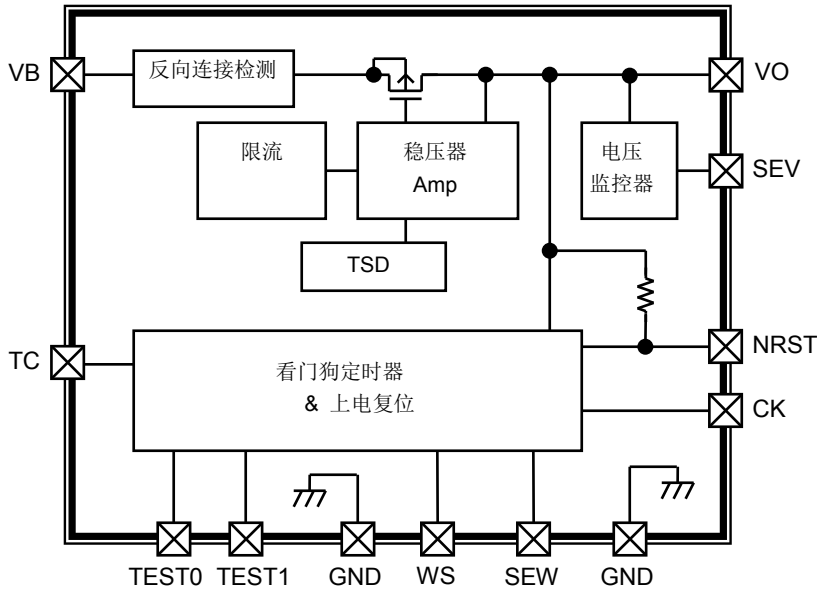 VB
反向连接检测
VO
限流
稳压器
Amp
电压
监控器
SEV
TSD
TC
看门狗定时器
& 上电复位
NRST
CK
TEST0
TEST1
GND
WS
SEW
GND